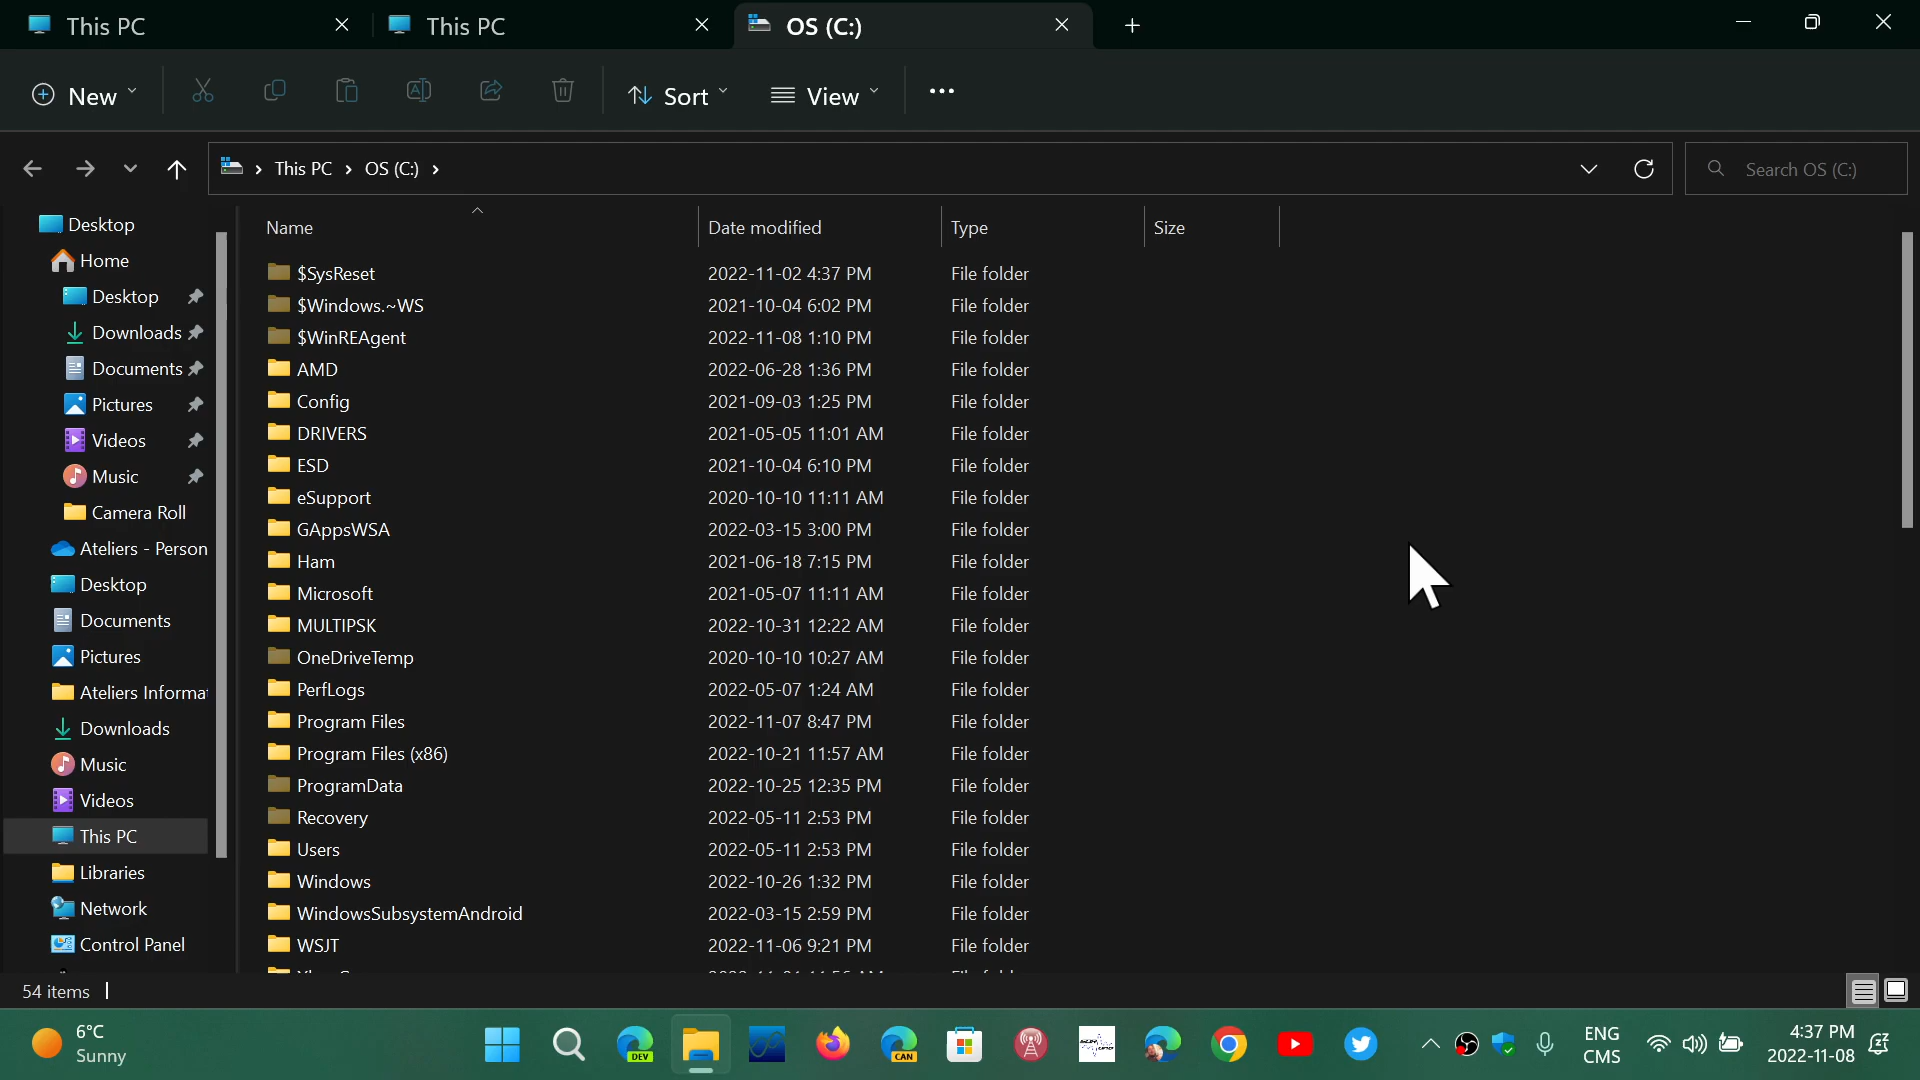 This PC
This PC
OS (C:)
New
Sort
View
This PC
OS (C:)
Search OS (C:)
Name Date modified Type Size
$SysReset 2022-11-02 4:37 PM File folder
$Windows.~WS 2021-10-04 6:02 PM File folder
$WinREAgent 2022-11-08 1:10 PM File folder
AMD 2022-06-28 1:36 PM File folder
Config 2021-09-03 1:25 PM File folder
DRIVERS 2021-05-05 11:01 AM File folder
ESD 2021-10-04 6:10 PM File folder
eSupport 2020-10-10 11:11 AM File folder
GAppsWSA 2022-03-15 3:00 PM File folder
Ham 2021-06-18 7:15 PM File folder
Microsoft 2021-05-07 11:11 AM File folder
MULTIPSK 2022-10-31 12:22 AM File folder
OneDriveTemp 2020-10-10 10:27 AM File folder
PerfLogs 2022-05-07 1:24 AM File folder
Program Files 2022-11-07 8:47 PM File folder
Program Files (x86) 2022-10-21 11:57 AM File folder
ProgramData 2022-10-25 12:35 PM File folder
Recovery 2022-05-11 2:53 PM File folder
Users 2022-05-11 2:53 PM File folder
Windows 2022-10-26 1:32 PM File folder
WindowsSubsystemAndroid 2022-03-15 2:59 PM File folder
WSJT 2022-11-06 9:21 PM File folder
Desktop
Home
Desktop
Downloads
Documents
Pictures
Videos
Music
Camera Roll
Ateliers - Person
Desktop
Documents
Pictures
Ateliers Informa
Downloads
Music
Videos
This PC
Libraries
Network
Control Panel
54 items
6°C
Sunny
DEV
CAN
ENG
CMS
4:37 PM
2022-11-08